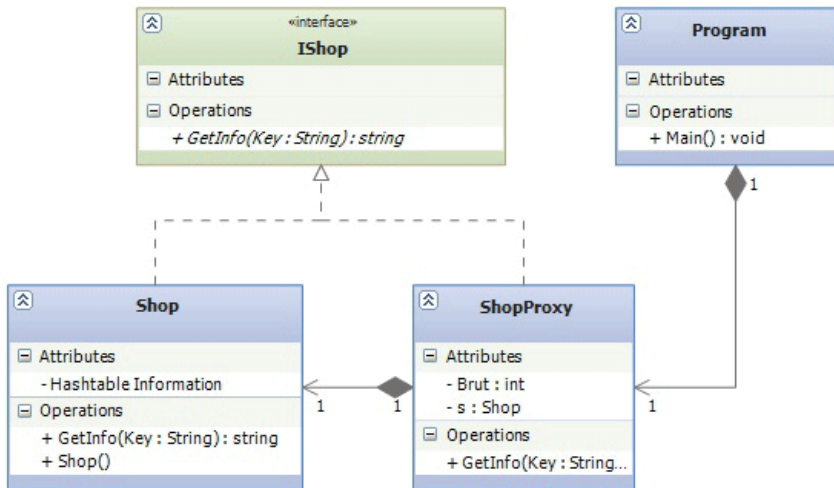 «interface»
IShop
Attributes
Operations
+ GetInfo(Key : String) : string
Program
Attributes
Operations
+ Main() : void
1
Shop
Attributes
- Hashtable Information
Operations
+ GetInfo(Key : String) : string
+ Shop()
1
1
ShopProxy
Attributes
- Brut : int
- s : Shop
Operations
+ GetInfo(Key : String...
1